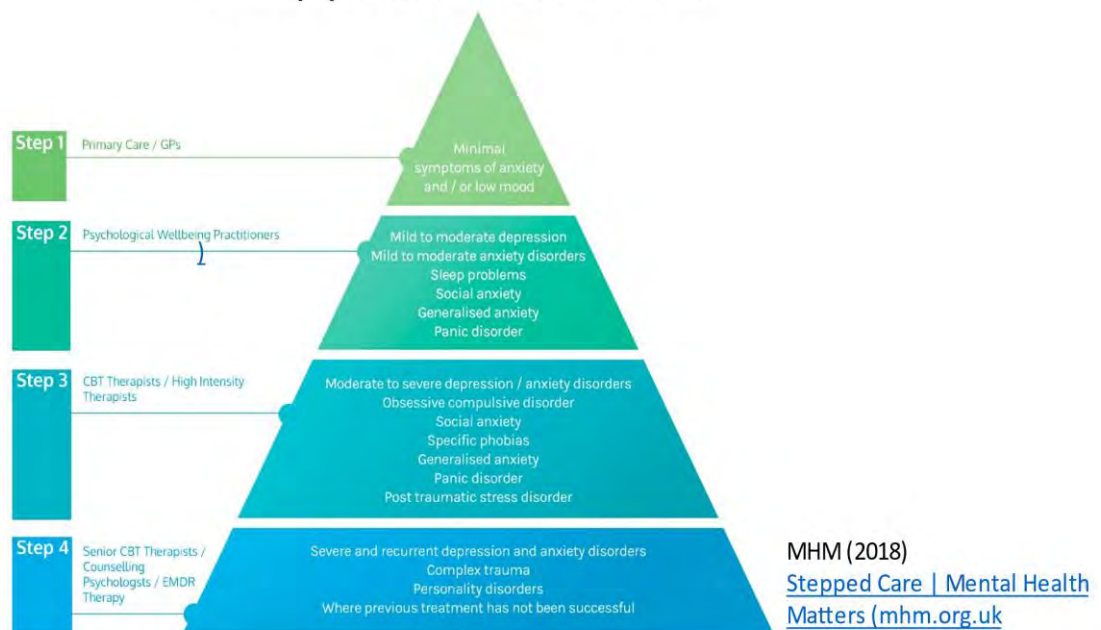 Step 1
Primary Care / GPs
Minimal
symptoms of anxiety
and / or low mood
Step 2
Psychological Wellbeing Practitioners
)
Mild to moderate depression
Mild to moderate anxiety disorders
Sleep problems
Social anxiety
Generalised anxiety
Panic disorder
Step 3
CBT Therapists / High Intensity
Therapists
Moderate to severe depression / anxiety disorders
Obsessive compulsive disorder
Social anxiety
Specific phobias
Generalised anxiety
Panic disorder
Post traumatic stress disorder
Step 4
Senior CBT Therapists /
Counselling
Psychologsts / EMDR
Therapy
Severe and recurrent depression and anxiety disorders
Complex trauma
Personality disorders
Where previous treatment has not been successful
MHM (2018)
Stepped Care | Mental Health
Matters (mhm.org.uk